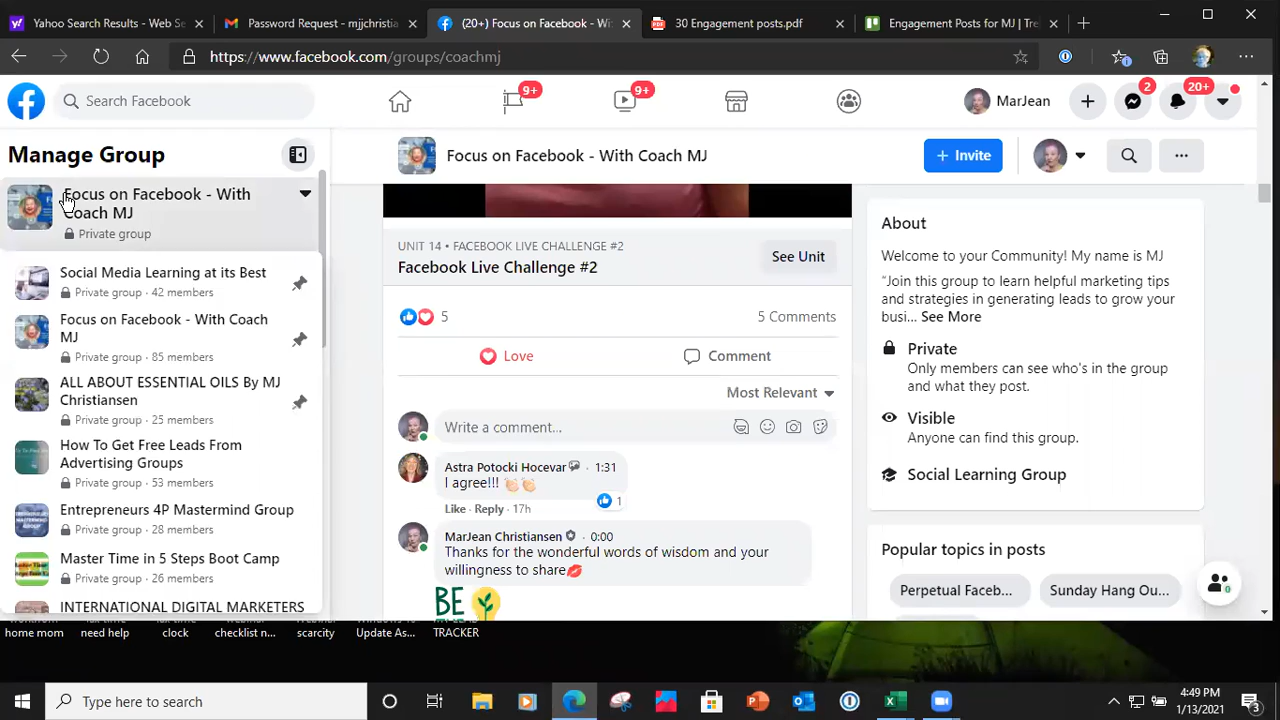 Yahoo Search Results - Web Se
Password Request - mjjchristia
(20+) Focus on Facebook - Wit
30 Engagement posts.pdf
Engagement Posts for MJ | Trel
https://www.facebook.com/groups/coachmj
Search Facebook
9+
9+
MarJean
2
20+
Manage Group
Focus on Facebook - With
Coach MJ
Private group
Focus on Facebook - With Coach MJ
Invite
Social Media Learning at its Best
Private group · 42 members
Focus on Facebook - With Coach
MJ
Private group · 85 members
ALL ABOUT ESSENTIAL OILS By MJ
Christiansen
Private group · 25 members
How To Get Free Leads From
Advertising Groups
Private group · 53 members
Entrepreneurs 4P Mastermind Group
Private group · 28 members
Master Time in 5 Steps Boot Camp
Private group · 26 members
INTERNATIONAL DIGITAL MARKETERS
UNIT 14 • FACEBOOK LIVE CHALLENGE #2
Facebook Live Challenge #2
See Unit
5
5 Comments
Love
Comment
Most Relevant
Write a comment...
Astra Potocki Hocevar · 1:31
I agree!!! 👏🏻👏🏻
1
Like · Reply · 17h
MarJean Christiansen · 0:00
Thanks for the wonderful words of wisdom and your
willingness to share💋
BE
About
Welcome to your Community! My name is MJ
“Join this group to learn helpful marketing tips
and strategies in generating leads to grow your
busi... See More
Private
Only members can see who's in the group
and what they post.
Visible
Anyone can find this group.
Social Learning Group
Popular topics in posts
Perpetual Faceb...
Sunday Hang Ou...
home mom
need help
clock
checklist n...
scarcity
Update As...
TRACKER
Type here to search
4:49 PM
1/13/2021
3